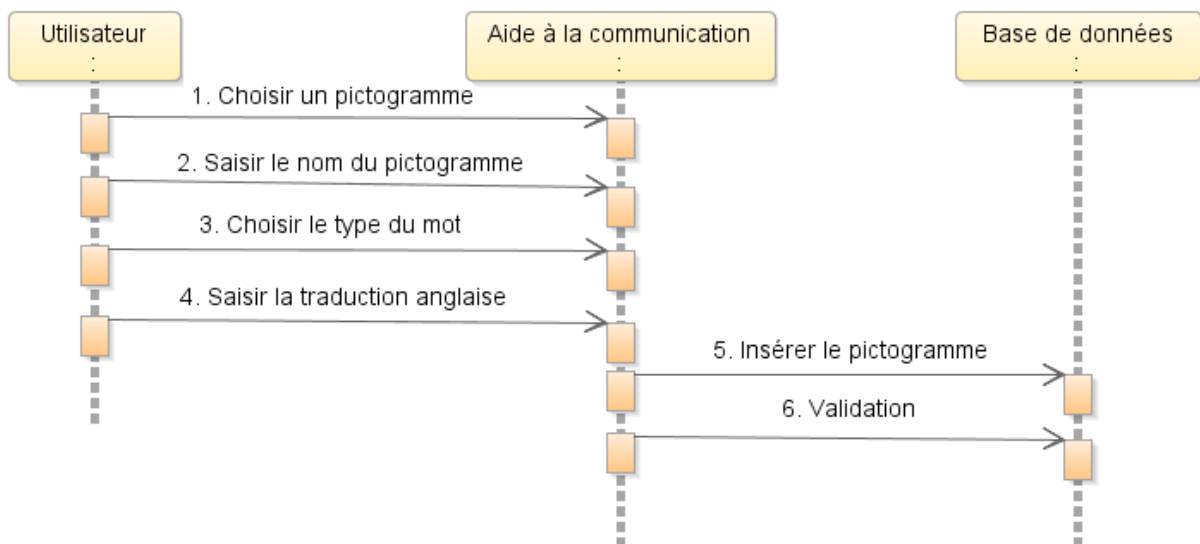 Utilisateur
:
Aide à la communication
:
Base de données
:
1. Choisir un pictogramme
2. Saisir le nom du pictogramme
3. Choisir le type du mot
4. Saisir la traduction anglaise
5. Insérer le pictogramme
6. Validation